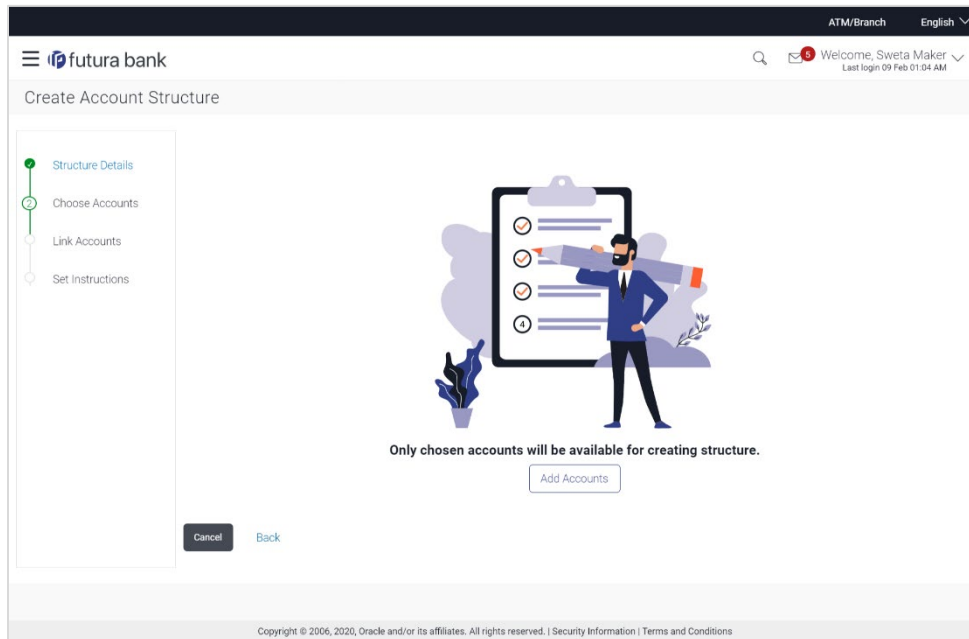 ATM/Branch English
futura bank
5 Welcome, Sweta Maker
Last login 09 Feb 01:04 AM
Create Account Structure
Structure Details
2 Choose Accounts
Link Accounts
Set Instructions
4
Only chosen accounts will be available for creating structure.
Add Accounts
Cancel Back
Copyright © 2006, 2020, Oracle and/or its affiliates. All rights reserved. | Security Information | Terms and Conditions